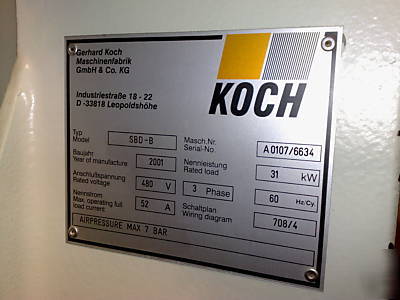 Gerhard Koch
Maschinenfabrik
GmbH & Co. KG
Industriestraße 18 - 22
D -33818 Leopoldshöhe
KOCH
Typ
Model
SBD-B
Masch.Nr.
Serial-No.
A0107/6634
Baujahr
Year of manufacture
2001
Nennleistung
Rated load
31 kW
Anschlußspannung
Rated voltage
480 V
3 Phase
60 Hz/Cy.
Nennstrom
Max. operating full
load current
52 A
Schaltplan
Wiring diagram
708/4
AIRPRESSURE MAX 7 BAR